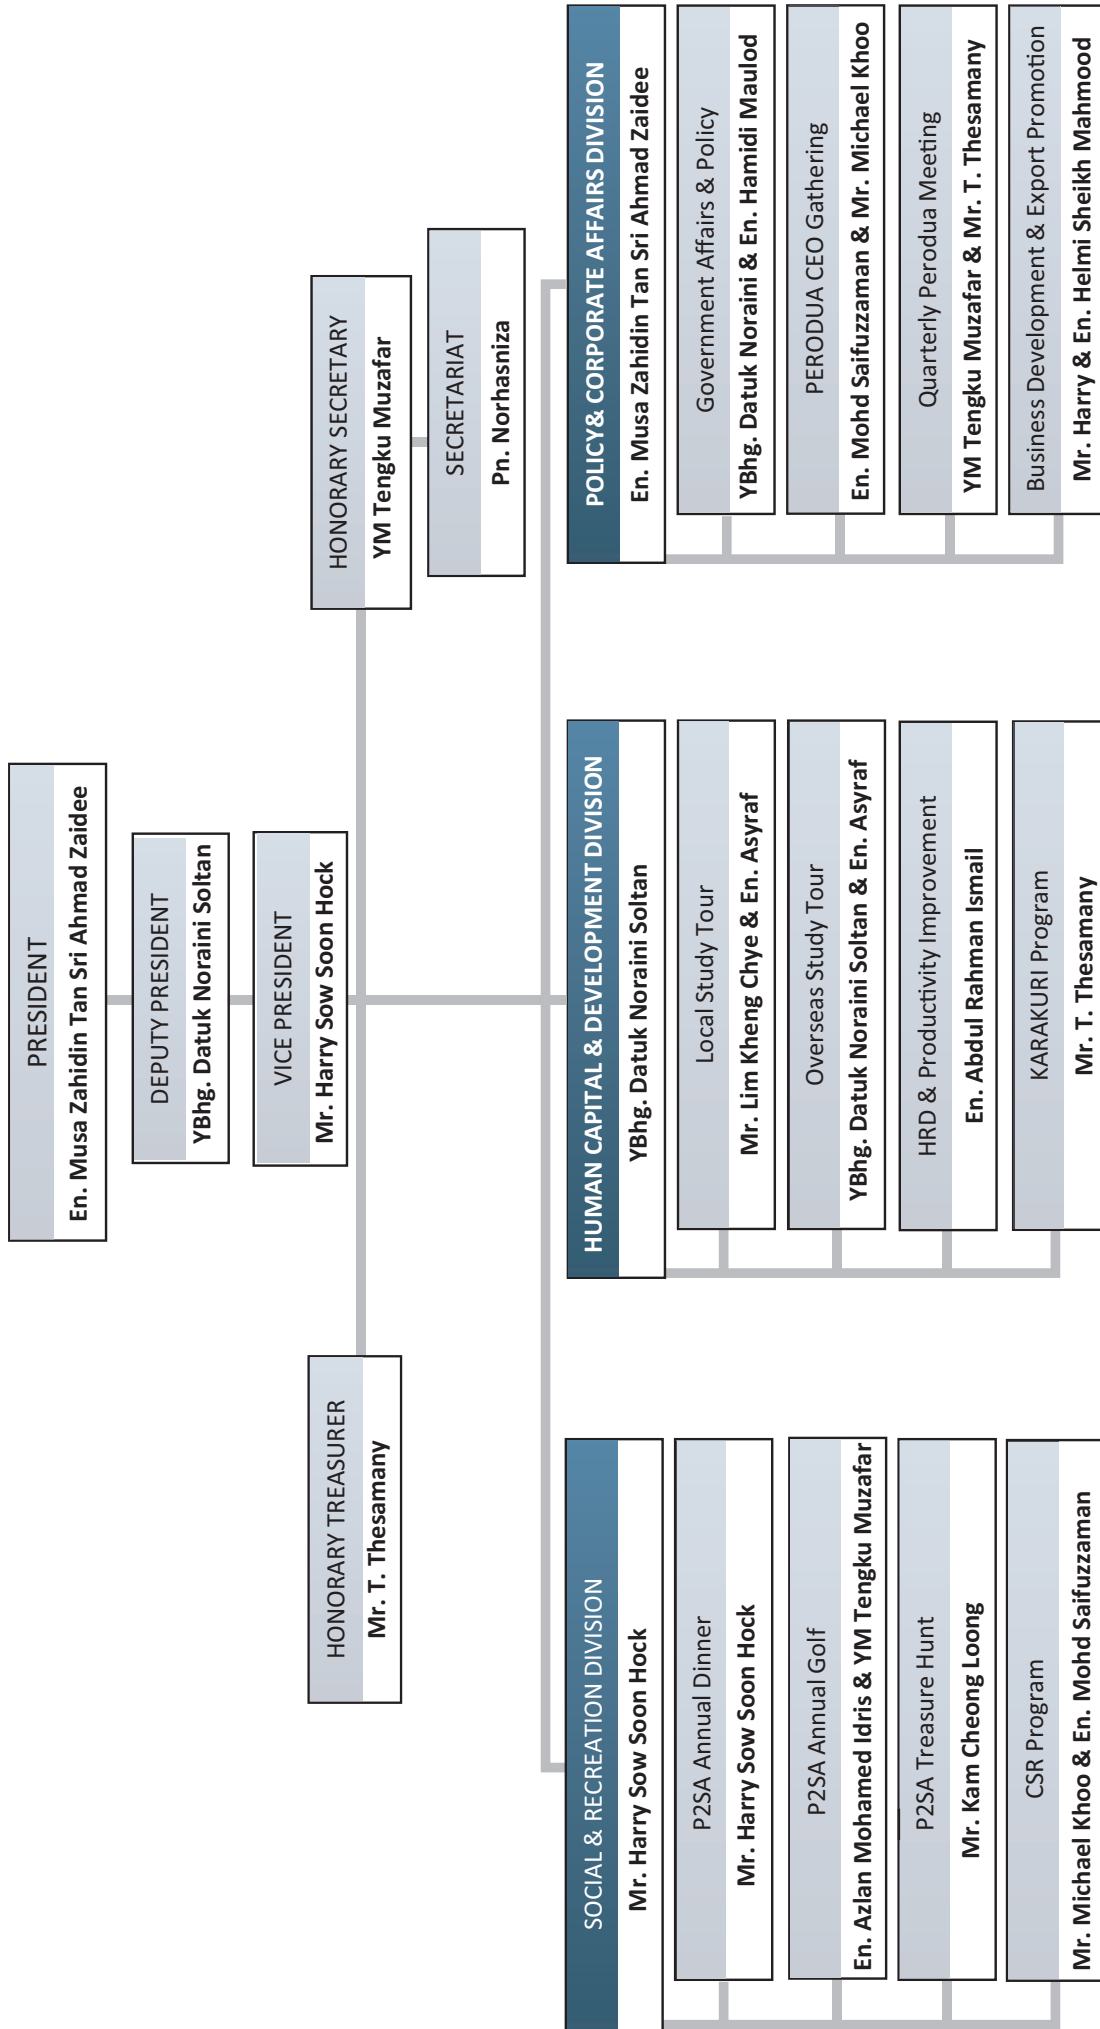 PRESIDENT
En. Musa Zahidin Tan Sri Ahmad Zaidee
DEPUTY PRESIDENT
YBhg. Datuk Noraini Soltan
VICE PRESIDENT
Mr. Harry Sow Soon Hock
HONORARY TREASURER
Mr. T. Thesamany
HONORARY SECRETARY
YM Tengku Muzafar
SECRETARIAT
Pn. Norhasniza
SOCIAL & RECREATION DIVISION
Mr. Harry Sow Soon Hock
P2SA Annual Dinner
Mr. Harry Sow Soon Hock
P2SA Annual Golf
En. Azlan Mohamed Idris & YM Tengku Muzafar
P2SA Treasure Hunt
Mr. Kam Cheong Loong
CSR Program
Mr. Michael Khoo & En. Mohd Saifuzzaman
HUMAN CAPITAL & DEVELOPMENT DIVISION
YBhg. Datuk Noraini Soltan
Local Study Tour
Mr. Lim Kheng Chye & En. Asyraf
Overseas Study Tour
YBhg. Datuk Noraini Soltan & En. Asyraf
HRD & Productivity Improvement
En. Abdul Rahman Ismail
KARAKURI Program
Mr. T. Thesamany
POLICY& CORPORATE AFFAIRS DIVISION
En. Musa Zahidin Tan Sri Ahmad Zaidee
Government Affairs & Policy
YBhg. Datuk Noraini & En. Hamidi Maulod
PERODUA CEO Gathering
En. Mohd Saifuzzaman & Mr. Michael Khoo
Quarterly Perodua Meeting
YM Tengku Muzafar & Mr. T. Thesamany
Business Development & Export Promotion
Mr. Harry & En. Helmi Sheikh Mahmood